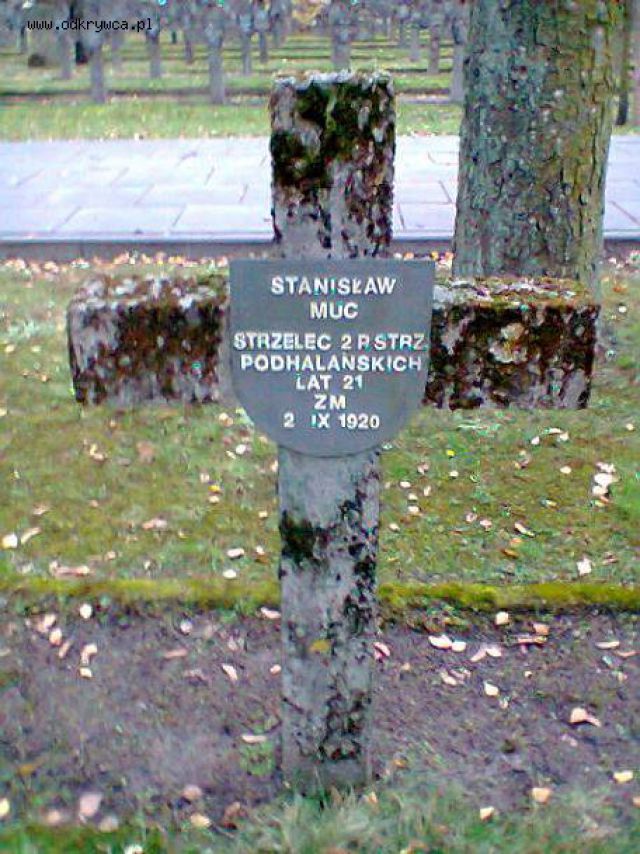 www.odkrywca.pl
STANISŁAW
MUC
STRZELEC 2 P.STRZ.
PODHALAŃSKICH
LAT 21
ZM
2 IX 1920